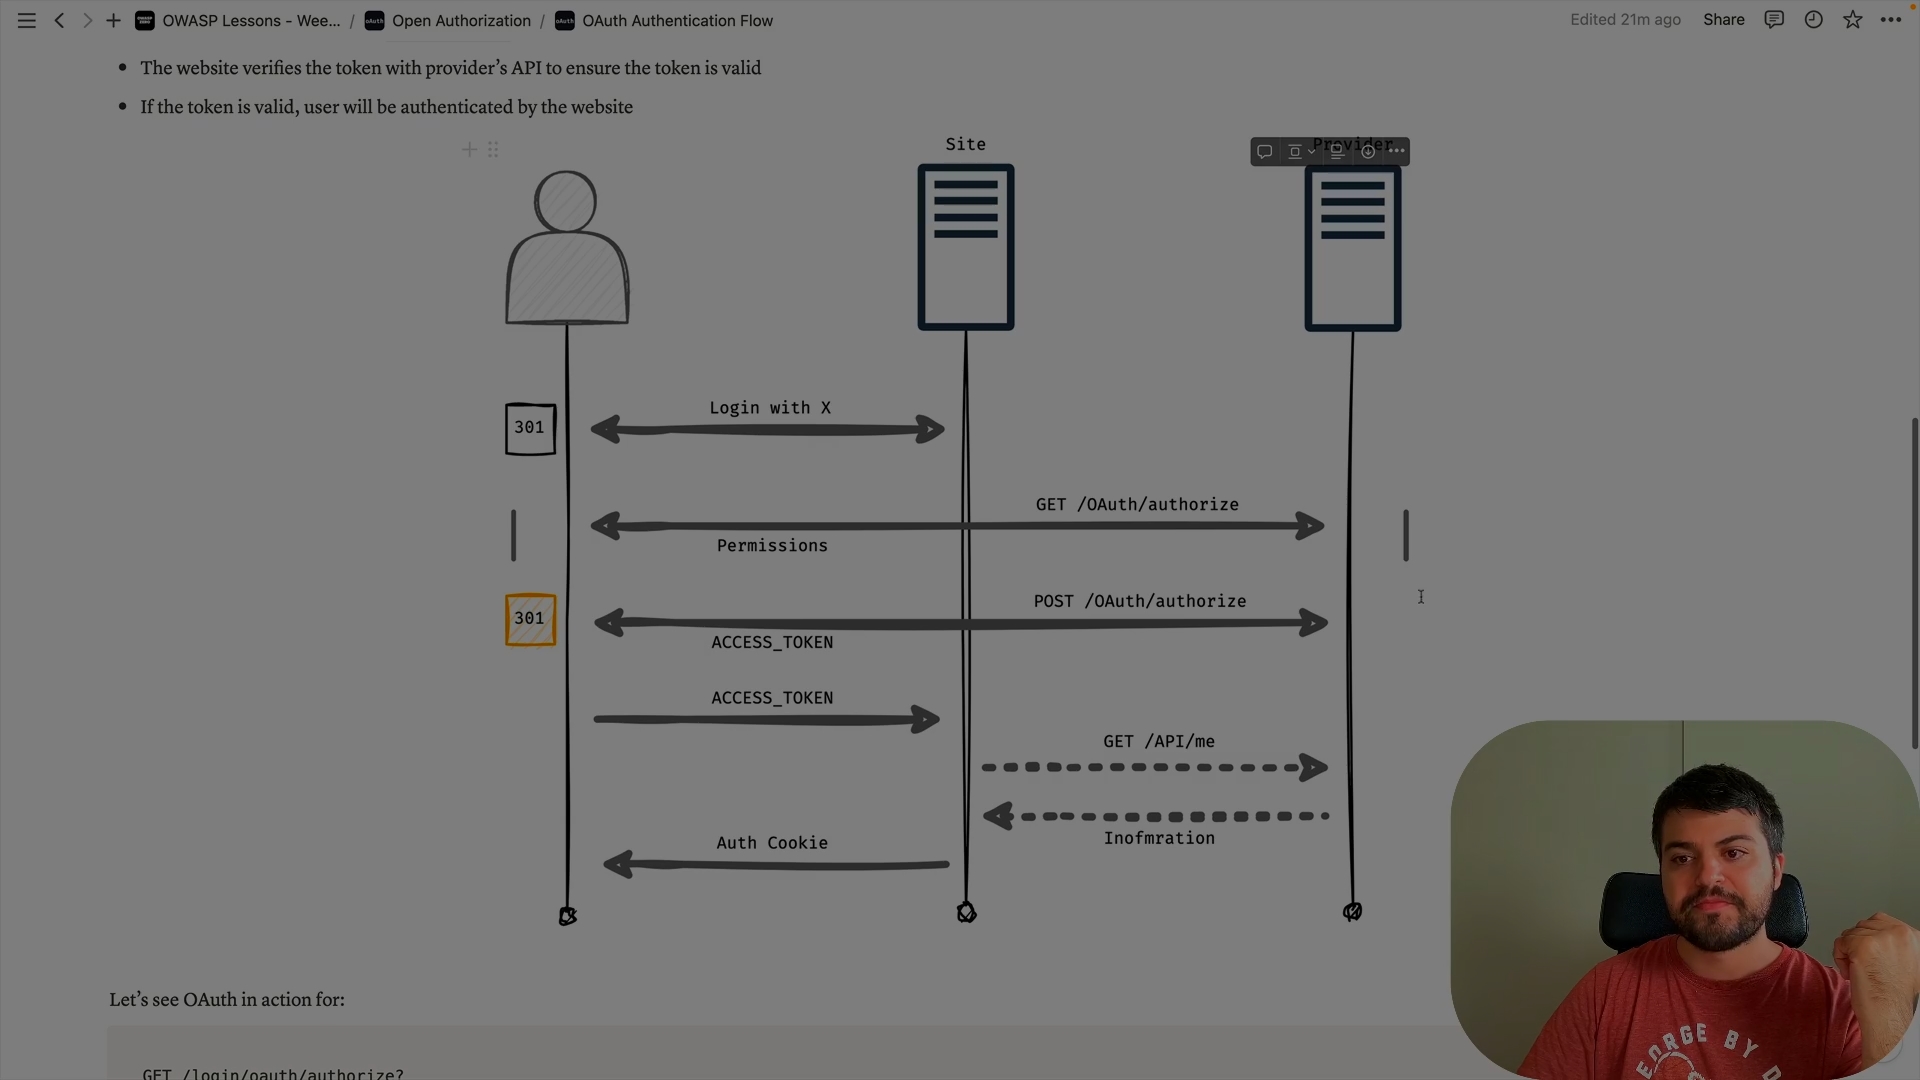 OWASP Lessons - Wee... / Open Authorization / OAuth Authentication Flow
Edited 21m ago
Share
• The website verifies the token with provider’s API to ensure the token is valid
• If the token is valid, user will be authenticated by the website
Site
Provider
301
Login with X
GET /OAuth/authorize
Permissions
301
POST /OAuth/authorize
ACCESS_TOKEN
ACCESS_TOKEN
GET /API/me
Inofmration
Auth Cookie
Let’s see OAuth in action for:
GET /login/oauth/authorize?